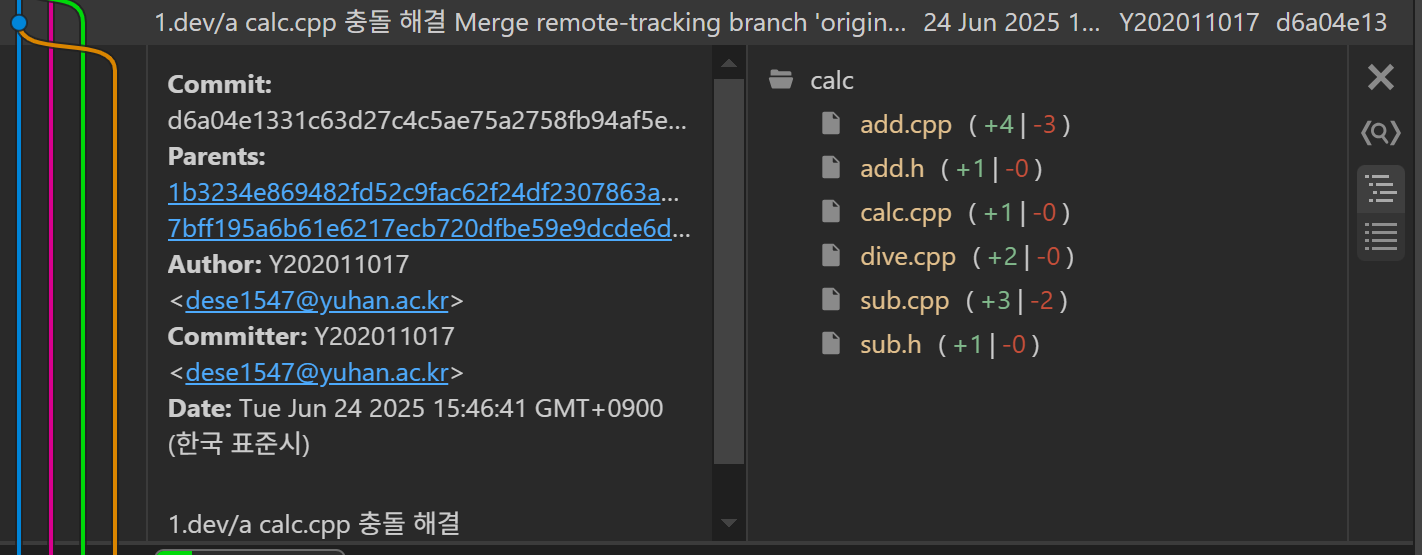 1.dev/a calc.cpp 충돌 해결 Merge remote-tracking branch 'origin... 24 Jun 2025 1... Y202011017 d6a04e13
Commit:
d6a04e1331c63d27c4c5ae75a2758fb94af5e...
Parents:
1b3234e869482fd52c9fac62f24df2307863a...
7bff195a6b61e6217ecb720dfbe59e9dcde6d...
Author: Y202011017
<dese1547@yuhan.ac.kr>
Committer: Y202011017
<dese1547@yuhan.ac.kr>
Date: Tue Jun 24 2025 15:46:41 GMT+0900
(한국 표준시)
1.dev/a calc.cpp 충돌 해결
calc
add.cpp (+4|-3)
add.h (+1|-0)
calc.cpp (+1|-0)
dive.cpp (+2|-0)
sub.cpp (+3|-2)
sub.h (+1|-0)